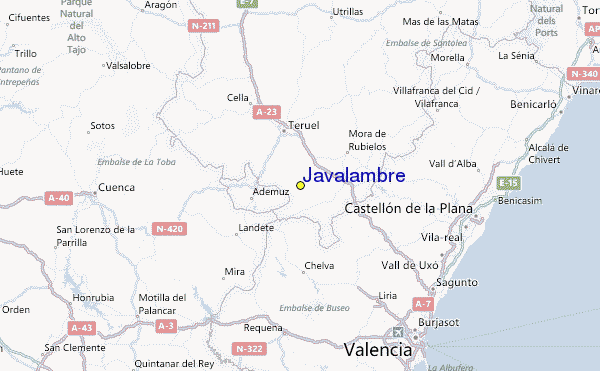 Cifuentes
Parque
Natural
del
Alto
Tajo
Aragón
N-211
E-7
Utrillas
Mas de las Matas
Natural
dels
Ports
Tor
AP
Trillo
Pantano de
Entrepeñas
Valsalobre
Embalse de Santolea
Morella
La Sénia
N-340
Vinaro
Cella
A-23
Teruel
Villafranca del Cid /
Vilafranca
Benicarló
Sotos
Mora de
Rubielos
Alcalá de
Chivert
Huete
Embalse de La Toba
Vall d'Alba
Javalambre
E-15
A-40
Cuenca
Ademuz
Castellón de la Plana
Benicasim
San Lorenzo de la
Parrilla
N-420
Landete
Vila-real
Mira
Chelva
Vall de Uxó
Sagunto
Honrubia
Motilla del
Palancar
Embalse de Buseo
Liria
A-7
Orden
A-43
A-3
Requena
Burjasot
San Clemente
N-322
Valencia
Quintanar del Rey
La Albufera